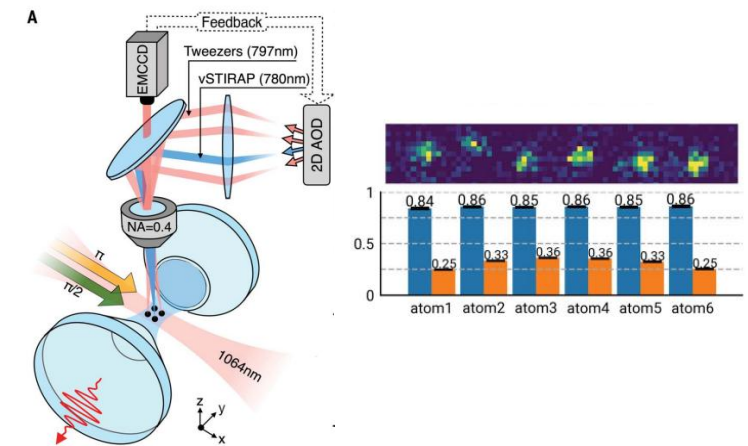 A
Feedback
EMCCD
Tweezers (797nm)
vSTIRAP (780nm)
2D AOD
NA=0.4
π
π/2
1064nm
z
y
x
1
0.5
0
0.84
0.86
0.85
0.86
0.85
0.86
0.25
0.33
0.36
0.36
0.33
0.25
atom1
atom2
atom3
atom4
atom5
atom6